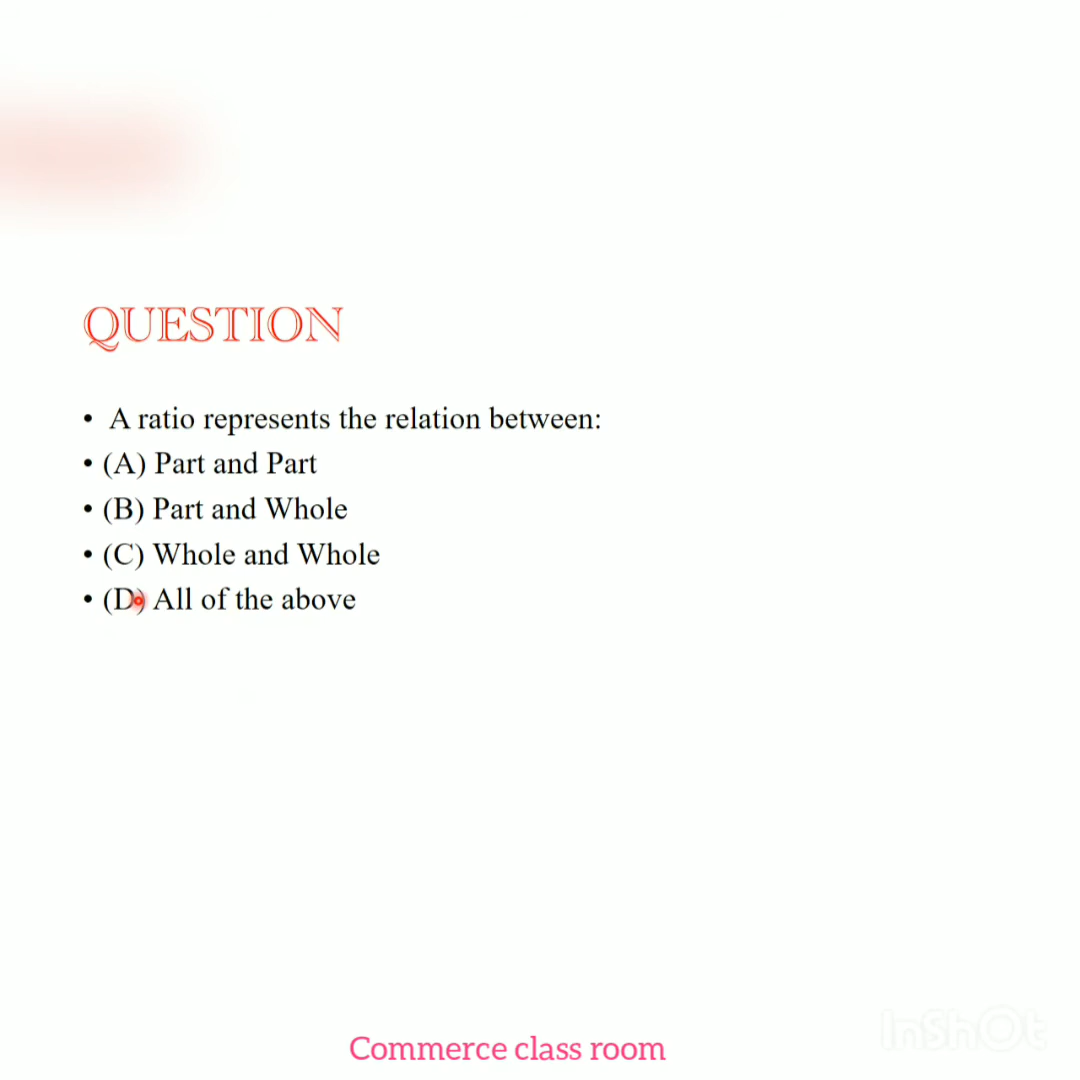 QUESTION
• A ratio represents the relation between:
• (A) Part and Part
• (B) Part and Whole
• (C) Whole and Whole
• (D) All of the above
Commerce class room
InShOt